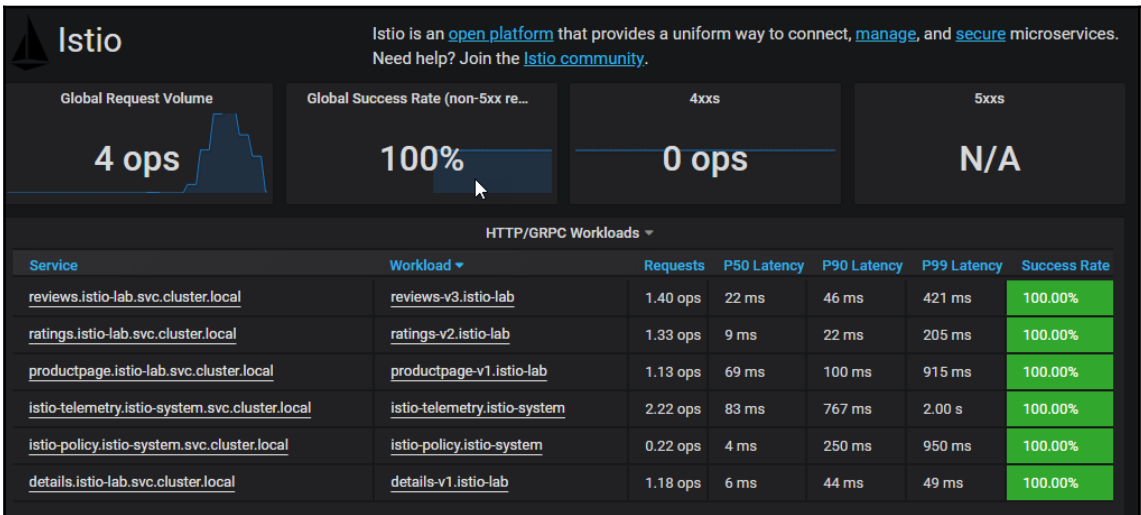 Istio
Istio is an open platform that provides a uniform way to connect, manage, and secure microservices.
Need help? Join the Istio community.
Global Request Volume
4 ops
Global Success Rate (non-5xx re...
100%
4xxs
0 ops
5xxs
N/A
HTTP/GRPC Workloads
Service Workload Requests P50 Latency P90 Latency P99 Latency Success Rate
reviews.istio-lab.svc.cluster.local reviews-v3.istio-lab 1.40 ops 22 ms 46 ms 421 ms 100.00%
ratings.istio-lab.svc.cluster.local ratings-v2.istio-lab 1.33 ops 9 ms 22 ms 205 ms 100.00%
productpage.istio-lab.svc.cluster.local productpage-v1.istio-lab 1.13 ops 69 ms 100 ms 915 ms 100.00%
istio-telemetry.istio-system.svc.cluster.local istio-telemetry.istio-system 2.22 ops 83 ms 767 ms 2.00 s 100.00%
istio-policy.istio-system.svc.cluster.local istio-policy.istio-system 0.22 ops 4 ms 250 ms 950 ms 100.00%
details.istio-lab.svc.cluster.local details-v1.istio-lab 1.18 ops 6 ms 44 ms 49 ms 100.00%